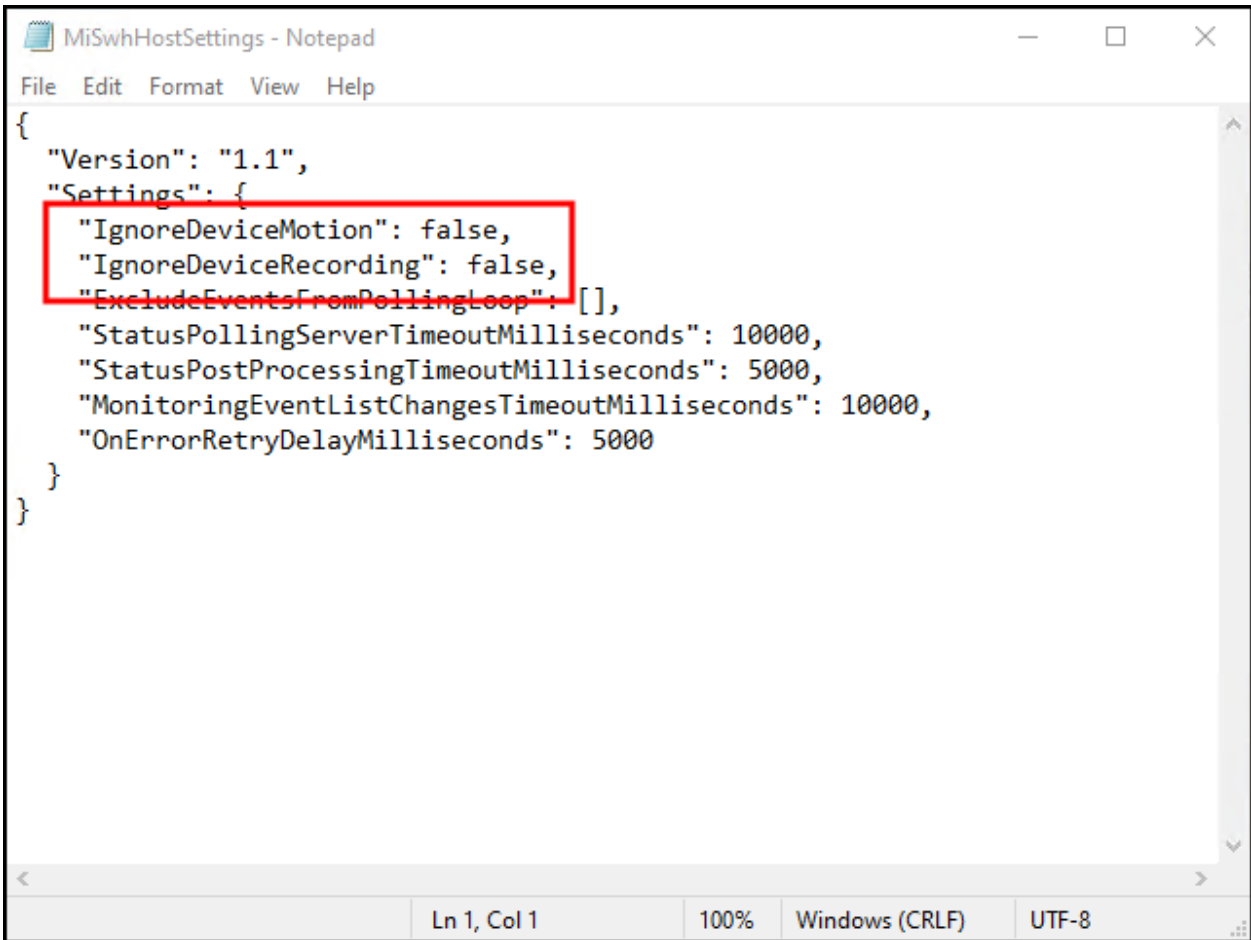 MiSwhHostSettings - Notepad
File Edit Format View Help
{
"Version": "1.1",
"Settings": {
"IgnoreDeviceMotion": false,
"IgnoreDeviceRecording": false,
"ExcludeEventsFromPollingLoop": [],
"StatusPollingServerTimeoutMilliseconds": 10000,
"StatusPostProcessingTimeoutMilliseconds": 5000,
"MonitoringEventListChangesTimeoutMilliseconds": 10000,
"OnErrorRetryDelayMilliseconds": 5000
}
}
Ln 1, Col 1 100% Windows (CRLF) UTF-8